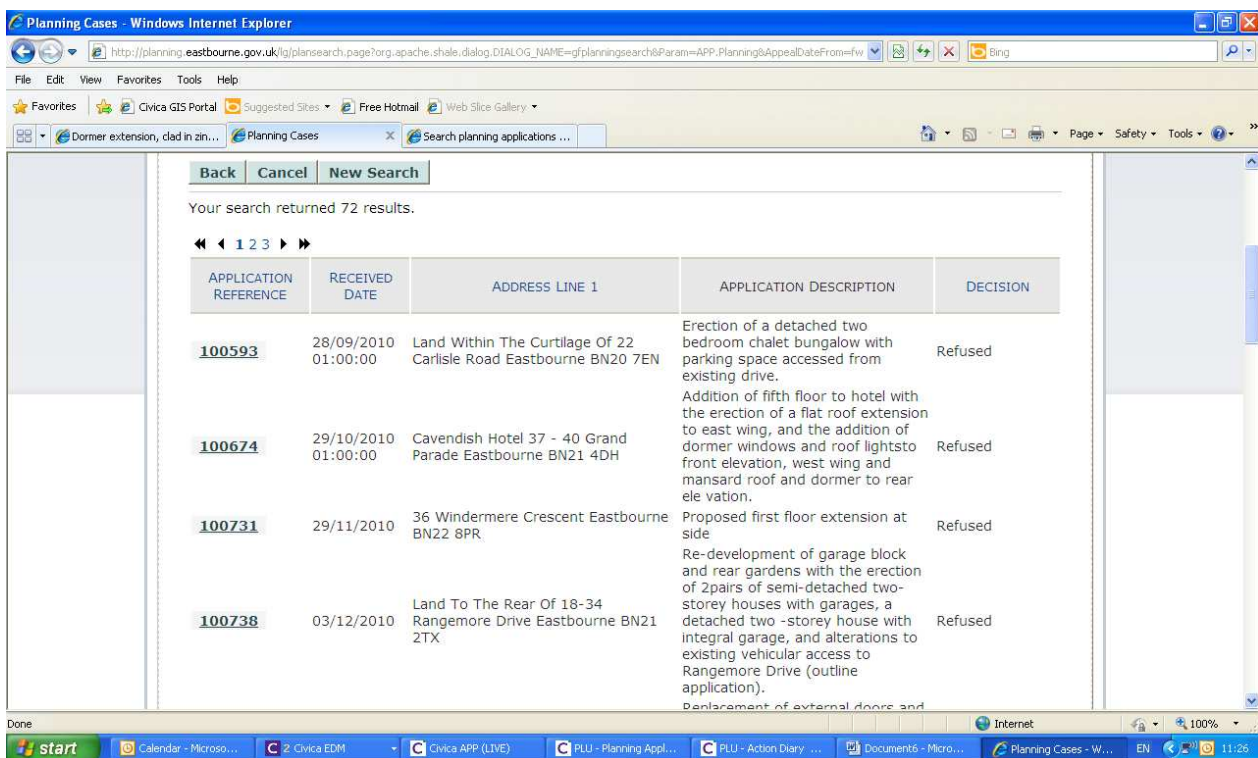 Planning Cases - Windows Internet Explorer
http://planning.eastbourne.gov.uk/lg/plansearch.page?org.apache.shale.dialog.DIALOG_NAME=gfplanningsearch&Param=APP.Planning&AppealDateFrom=fw
Bing
File Edit View Favorites Tools Help
Favorites Civica GIS Portal Suggested Sites Free Hotmail Web Slice Gallery
Dormer extension, clad in zin... Planning Cases X Search planning applications ... Page Safety Tools »
Back Cancel New Search
Your search returned 72 results.
1 2 3
APPLICATION REFERENCE RECEIVED DATE ADDRESS LINE 1 APPLICATION DESCRIPTION DECISION
100593
28/09/2010
01:00:00
Land Within The Curtilage Of 22
Carlisle Road Eastbourne BN20 7EN
Erection of a detached two
bedroom chalet bungalow with
parking space accessed from
existing drive.
Refused
100674
29/10/2010
01:00:00
Cavendish Hotel 37 - 40 Grand
Parade Eastbourne BN21 4DH
Addition of fifth floor to hotel with
the erection of a flat roof extension
to east wing, and the addition of
dormer windows and roof lightsto
front elevation, west wing and
mansard roof and dormer to rear
ele vation.
Refused
100731
29/11/2010
36 Windermere Crescent Eastbourne
BN22 8PR
Proposed first floor extension at
side
Refused
100738
03/12/2010
Land To The Rear Of 18-34
Rangemore Drive Eastbourne BN21
2TX
Re-development of garage block
and rear gardens with the erection
of 2pairs of semi-detached two-
storey houses with garages, a
detached two -storey house with
integral garage, and alterations to
existing vehicular access to
Rangemore Drive (outline
application).
Refused
Replacement of external doors and
Done Internet 100%
start Calendar - Microso... 2 Civica EDM Civica APP (LIVE) PLU - Planning Appl... PLU - Action Diary ... Document6 - Micro... Planning Cases - W... EN 11:26